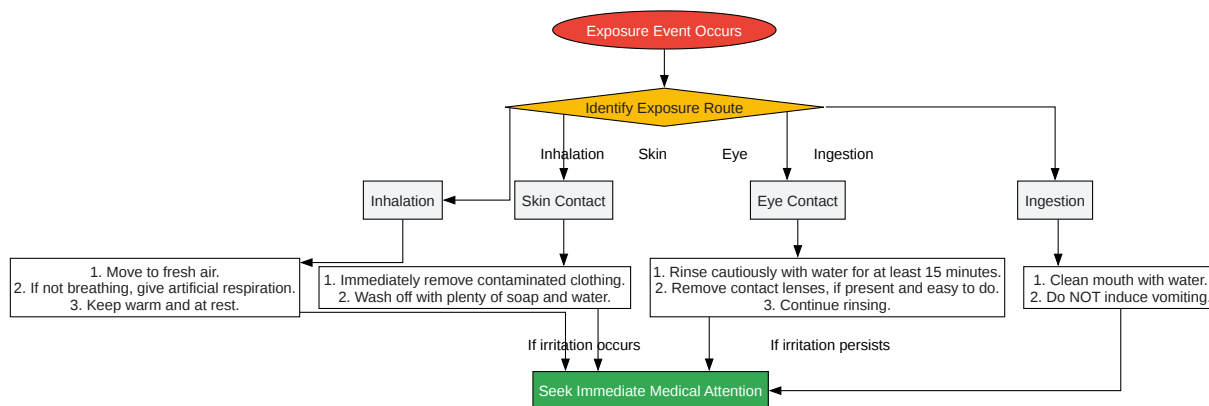 Exposure Event Occurs
Identify Exposure Route
Inhalation
Skin
Eye
Ingestion
Inhalation
Skin Contact
Eye Contact
Ingestion
1. Move to fresh air.
2. If not breathing, give artificial respiration.
3. Keep warm and at rest.
1. Immediately remove contaminated clothing.
2. Wash off with plenty of soap and water.
1. Rinse cautiously with water for at least 15 minutes.
2. Remove contact lenses, if present and easy to do.
3. Continue rinsing.
1. Clean mouth with water.
2. Do NOT induce vomiting.
If irritation occurs
If irritation persists
Seek Immediate Medical Attention